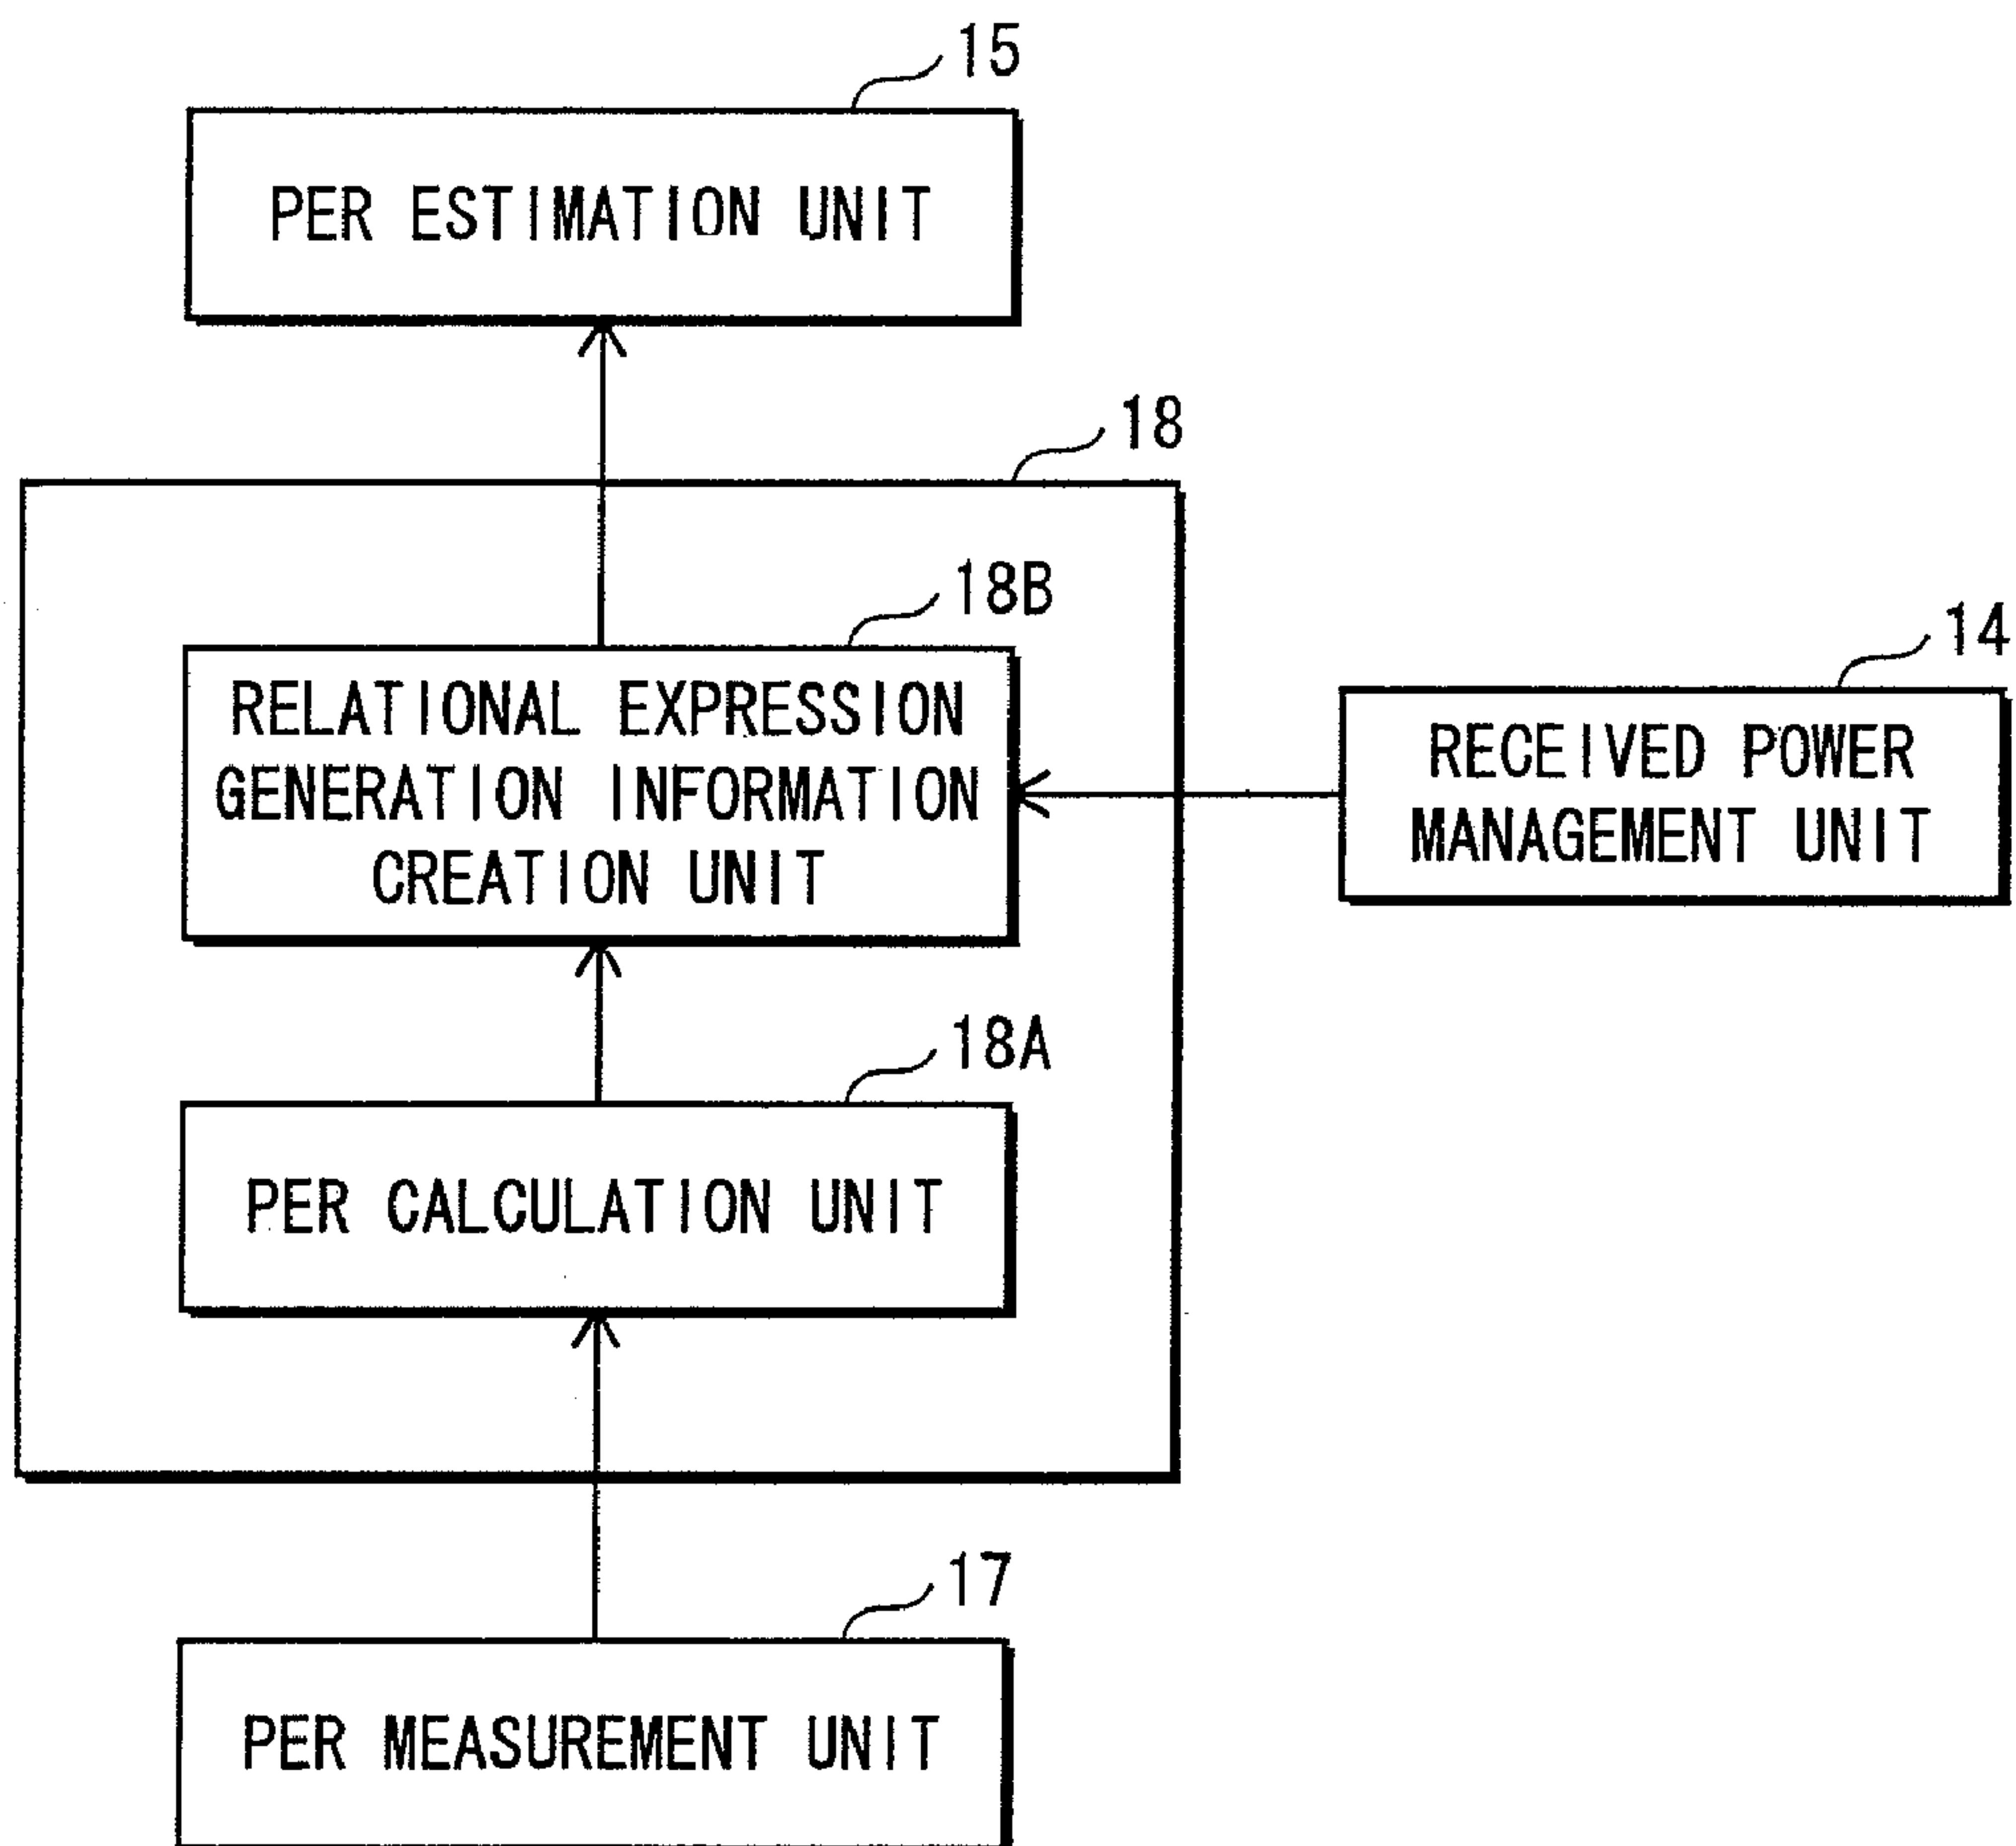 15
PER ESTIMATION UNIT
18
18B
RELATIONAL EXPRESSION
GENERATION INFORMATION
CREATION UNIT
14
RECEIVED POWER
MANAGEMENT UNIT
18A
PER CALCULATION UNIT
17
PER MEASUREMENT UNIT